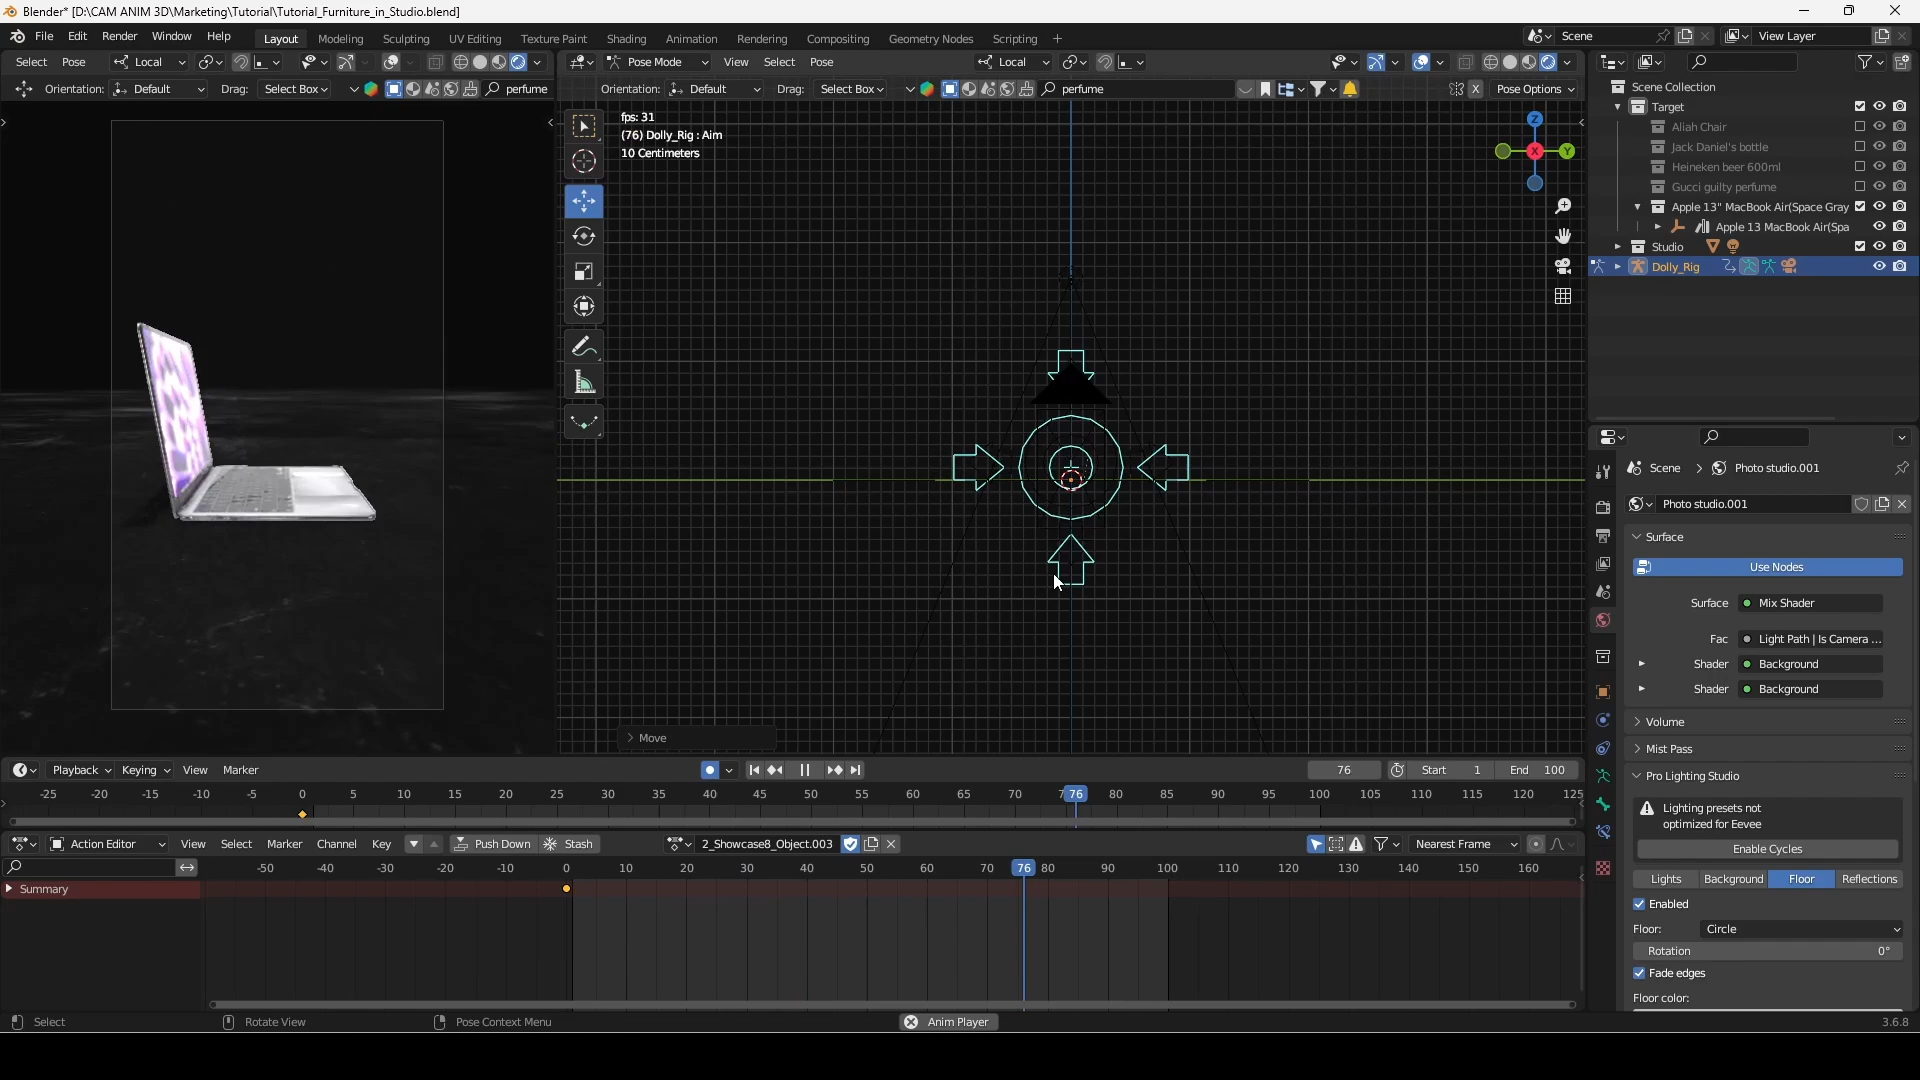 Blender* [D:\CAM ANIM 3D\Marketing\Tutorial\Tutorial_Furniture_in_Studio.blend]
File Edit Render Window Help Layout Modeling Sculpting UV Editing Texture Paint Shading Animation Rendering Compositing Geometry Nodes Scripting + Scene View Layer
Select Pose Local Pose Mode View Select Pose Local
Orientation: Default Drag: Select Box perfume Orientation: Default Drag: Select Box perfume X Pose Options
fps: 31
(76) Dolly_Rig : Aim
10 Centimeters
Z
X
Y
Move
Scene Collection
Target
Aliah Chair
Jack Daniel's bottle
Heineken beer 600ml
Gucci guilty perfume
Apple 13" MacBook Air(Space Gray
Apple 13 MacBook Air(Spa
Studio
Dolly_Rig
Scene > Photo studio.001
Photo studio.001
Surface
Use Nodes
Surface Mix Shader
Fac Light Path | Is Camera ...
Shader Background
Shader Background
Volume
Mist Pass
Pro Lighting Studio
Lighting presets not
optimized for Eevee
Enable Cycles
Lights Background Floor Reflections
Enabled
Floor: Circle
Rotation 0°
Fade edges
Floor color:
Playback Keying View Marker 76 Start 1 End 100
-25 -20 -15 -10 -5 0 5 10 15 20 25 30 35 40 45 50 55 60 65 70 76 80 85 90 95 100 105 110 115 120 125
Action Editor View Select Marker Channel Key Push Down Stash 2_Showcase8_Object.003 Nearest Frame
-50 -40 -30 -20 -10 0 10 20 30 40 50 60 70 76 80 90 100 110 120 130 140 150 160
Summary
Select Rotate View Pose Context Menu Anim Player 3.6.8